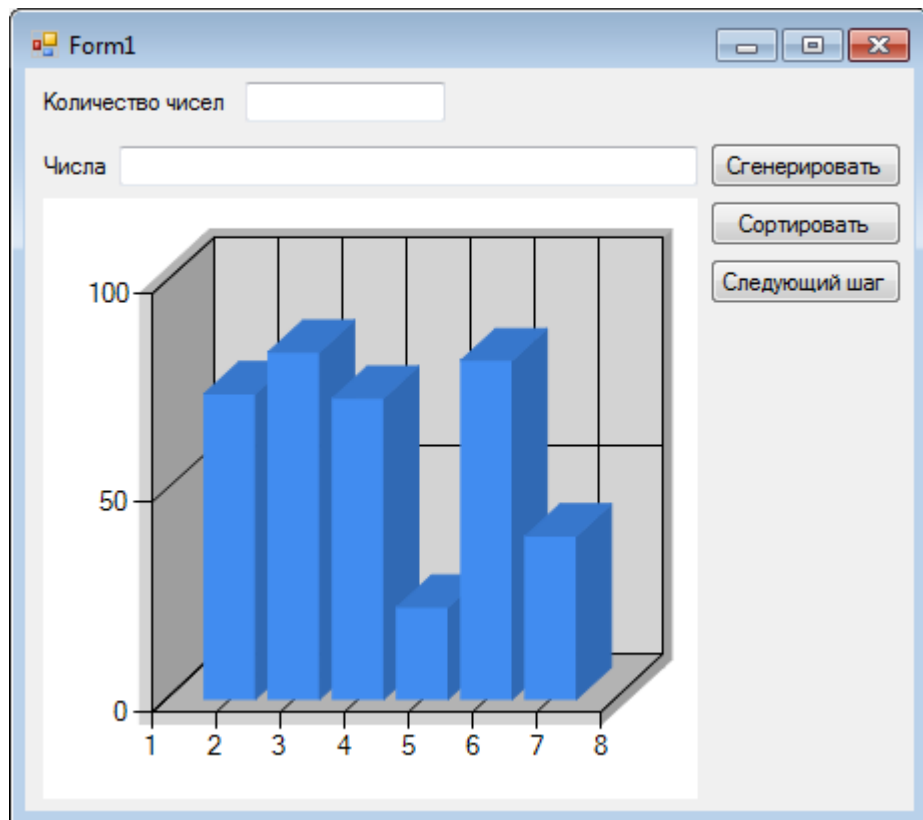 Form1
Количество чисел
Числа
Сгенерировать
Сортировать
Следующий шаг
100
50
0
1 2 3 4 5 6 7 8